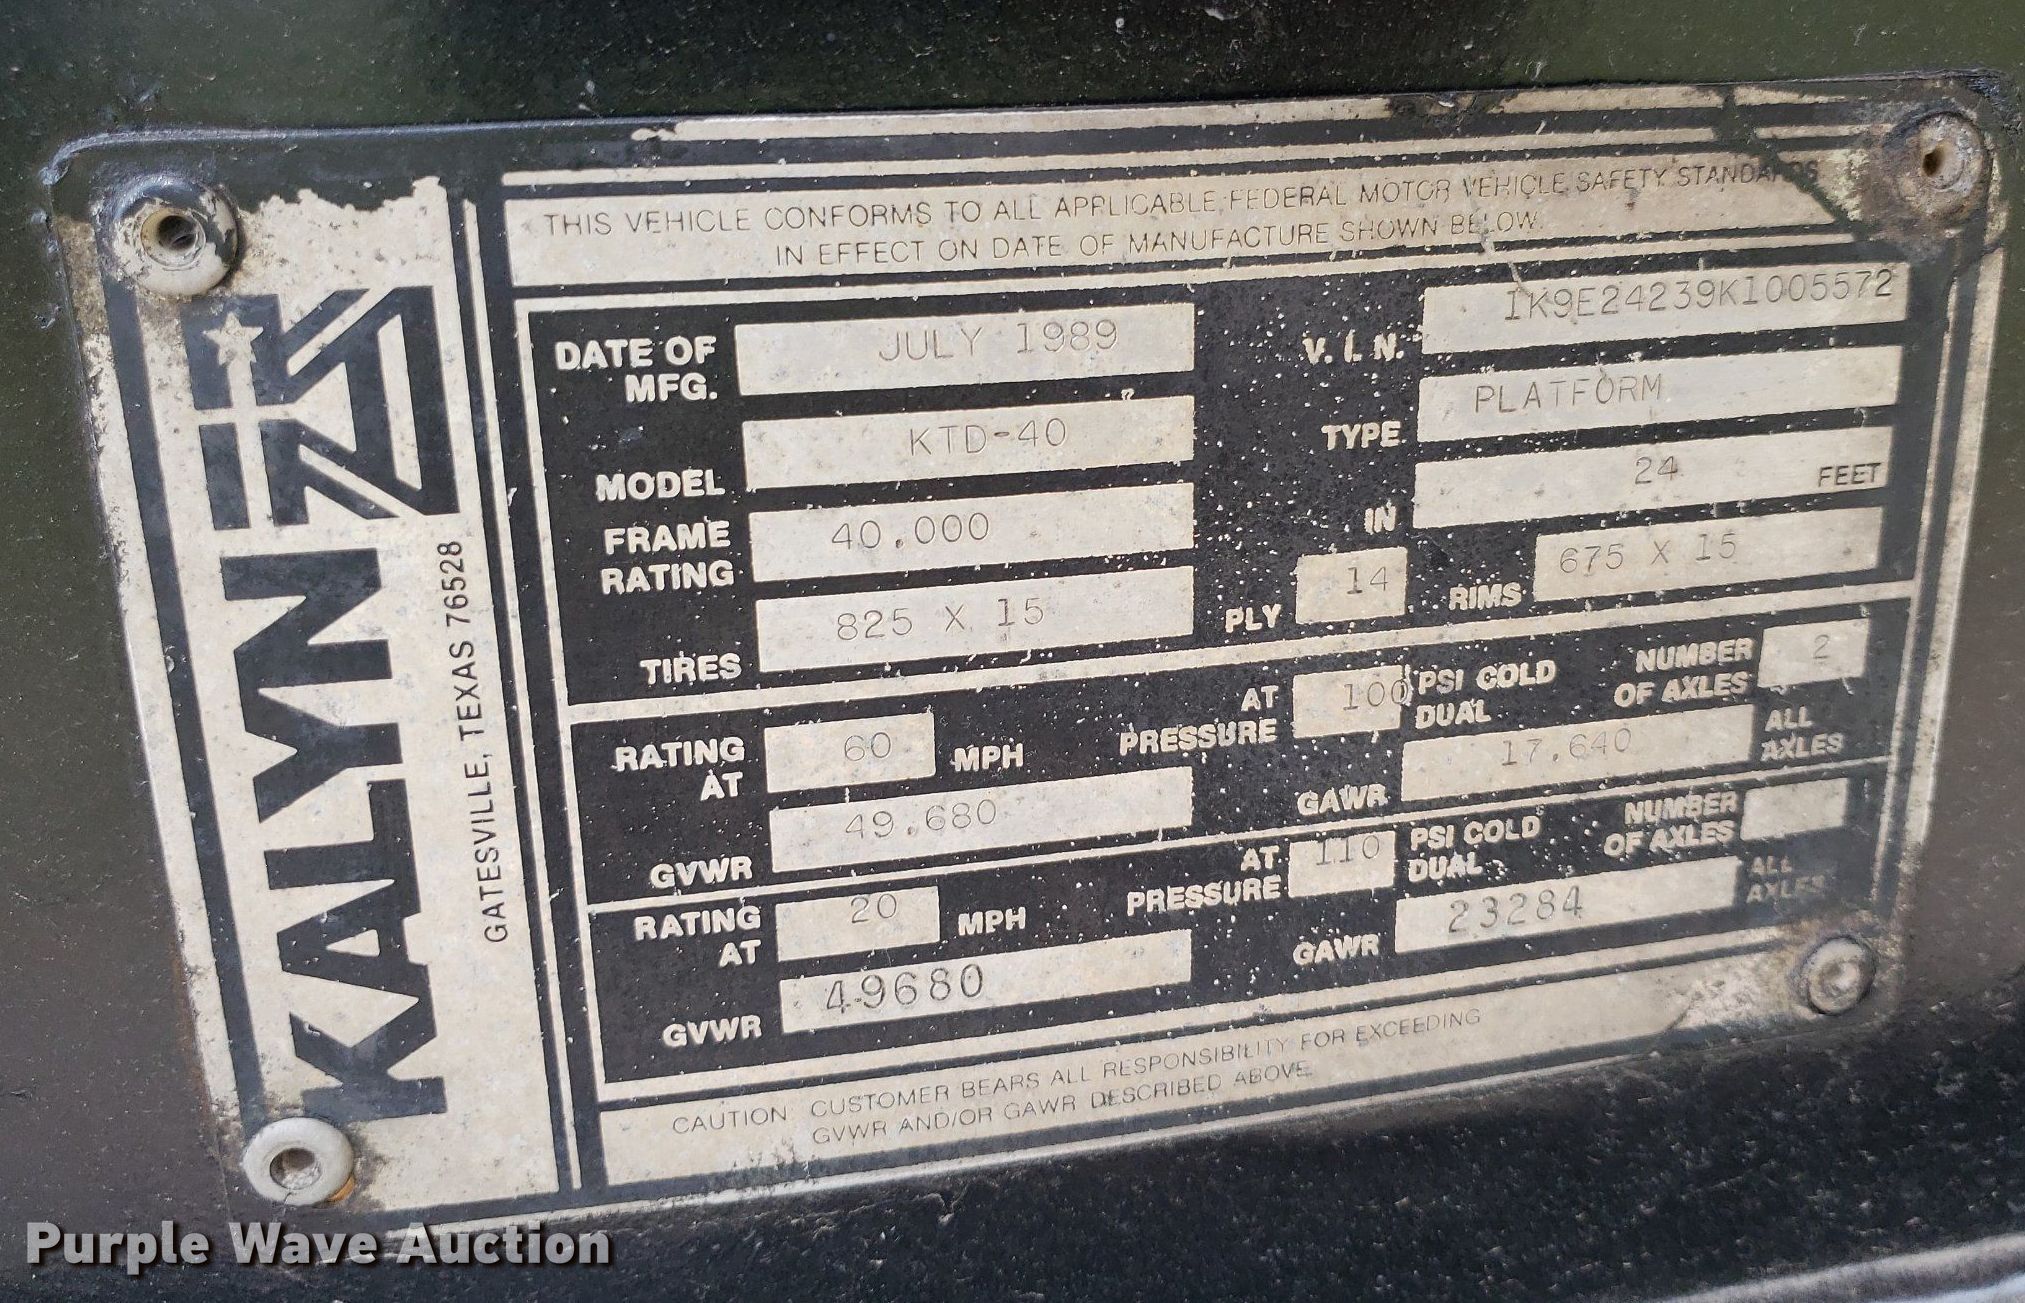 KALYN
GATESVILLE, TEXAS 76528
THIS VEHICLE CONFORMS TO ALL APPLICABLE FEDERAL MOTOR VEHICLE SAFETY STANDARDS
IN EFFECT ON DATE OF MANUFACTURE SHOWN BELOW.
DATE OF MFG. JULY 1989 V. I. N. 1K9E24239K1005572
MODEL KTD-40 TYPE PLATFORM
FRAME RATING 40.000 IN 24 FEET
TIRES 825 X 15 PLY 14 RIMS 675 X 15
RATING AT 60 MPH AT PRESSURE 100 PSI COLD DUAL NUMBER OF AXLES 2
GVWR 49.680 GAWR 17.640 ALL AXLES
RATING AT 20 MPH AT PRESSURE 110 PSI COLD DUAL NUMBER OF AXLES
GVWR 49680 GAWR 23284 ALL AXLES
CAUTION: CUSTOMER BEARS ALL RESPONSIBILITY FOR EXCEEDING
GVWR AND/OR GAWR DESCRIBED ABOVE.
Purple Wave Auction